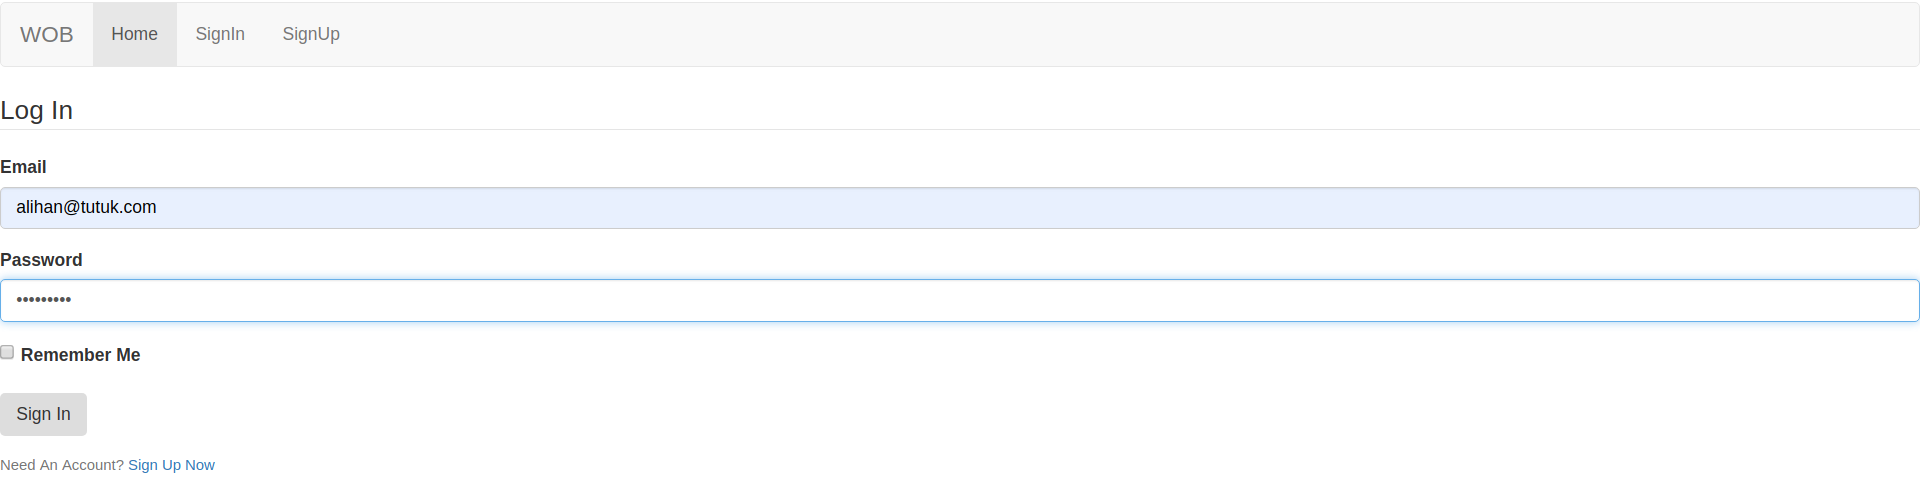 WOB Home SignIn SignUp
Log In
Email
alihan@tutuk.com
Password
•••••••••
Remember Me
Sign In
Need An Account? Sign Up Now